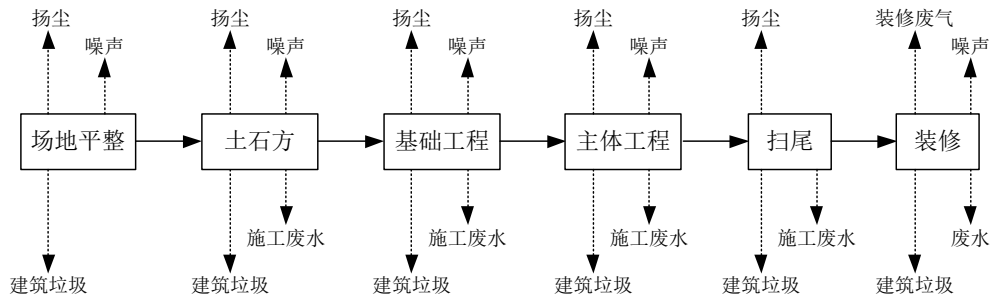 扬尘
扬尘
扬尘
扬尘
扬尘
装修废气
噪声
噪声
噪声
噪声
噪声
场地平整
土石方
基础工程
主体工程
扫尾
装修
施工废水
施工废水
施工废水
施工废水
废水
建筑垃圾
建筑垃圾
建筑垃圾
建筑垃圾
建筑垃圾
建筑垃圾